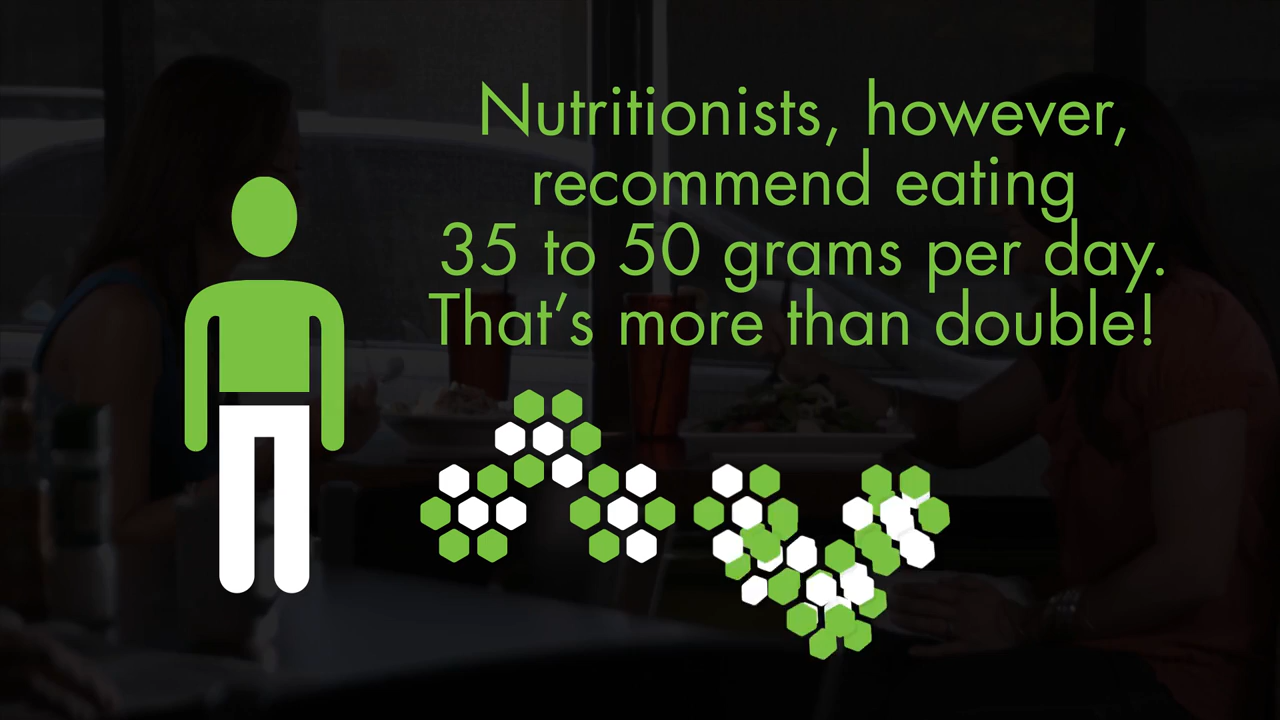 Nutritionists, however,
recommend eating
35 to 50 grams per day.
That’s more than double!